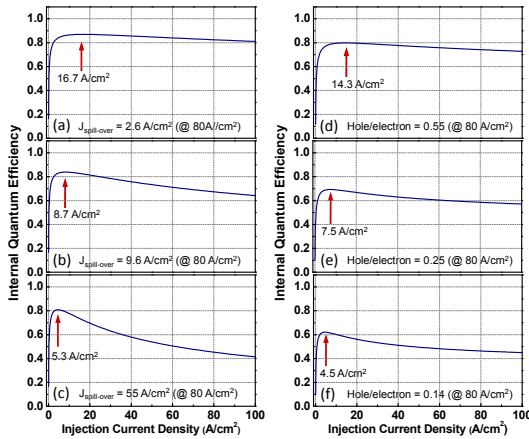 1.0
0.8
0.6
0.4
0.2
0.0
16.7 A/cm²
(a) J_spill-over = 2.6 A/cm² (@ 80A//cm²)
1.0
0.8
0.6
0.4
0.2
0.0
14.3 A/cm²
(d) Hole/electron = 0.55 (@ 80 A/cm²)
Internal Quantum Efficiency
1.0
0.8
0.6
0.4
0.2
0.0
8.7 A/cm²
(b) J_spill-over = 9.6 A/cm² (@ 80 A/cm²)
Internal Quantum Efficiency
1.0
0.8
0.6
0.4
0.2
0.0
7.5 A/cm²
(e) Hole/electron = 0.25 (@ 80 A/cm²)
1.0
0.8
0.6
0.4
0.2
0.0
5.3 A/cm²
(c) J_spill-over = 55 A/cm² (@ 80 A/cm²)
0 20 40 60 80 100
Injection Current Density (A/cm²)
1.0
0.8
0.6
0.4
0.2
0.0
4.5 A/cm²
(f) Hole/electron = 0.14 (@ 80 A/cm²)
0 20 40 60 80 100
Injection Current Density (A/cm²)